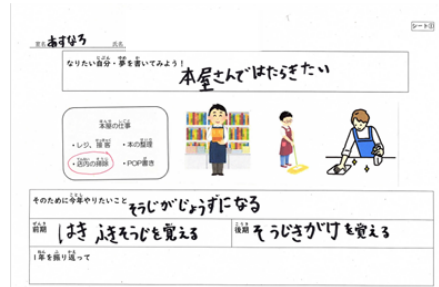 シート①
室名 あすなろ 氏名
なりたい自分・夢を書いてみよう!
本屋さんではたらきたい
本屋の仕事
・レジ、接客 ・本の整理
・店内の掃除 ・POP書き
そのために今年やりたいこと そうじがじょうずになる
前期 はき ふきそうじを覚える 後期 そうじきがけを覚える
1年を振り返って